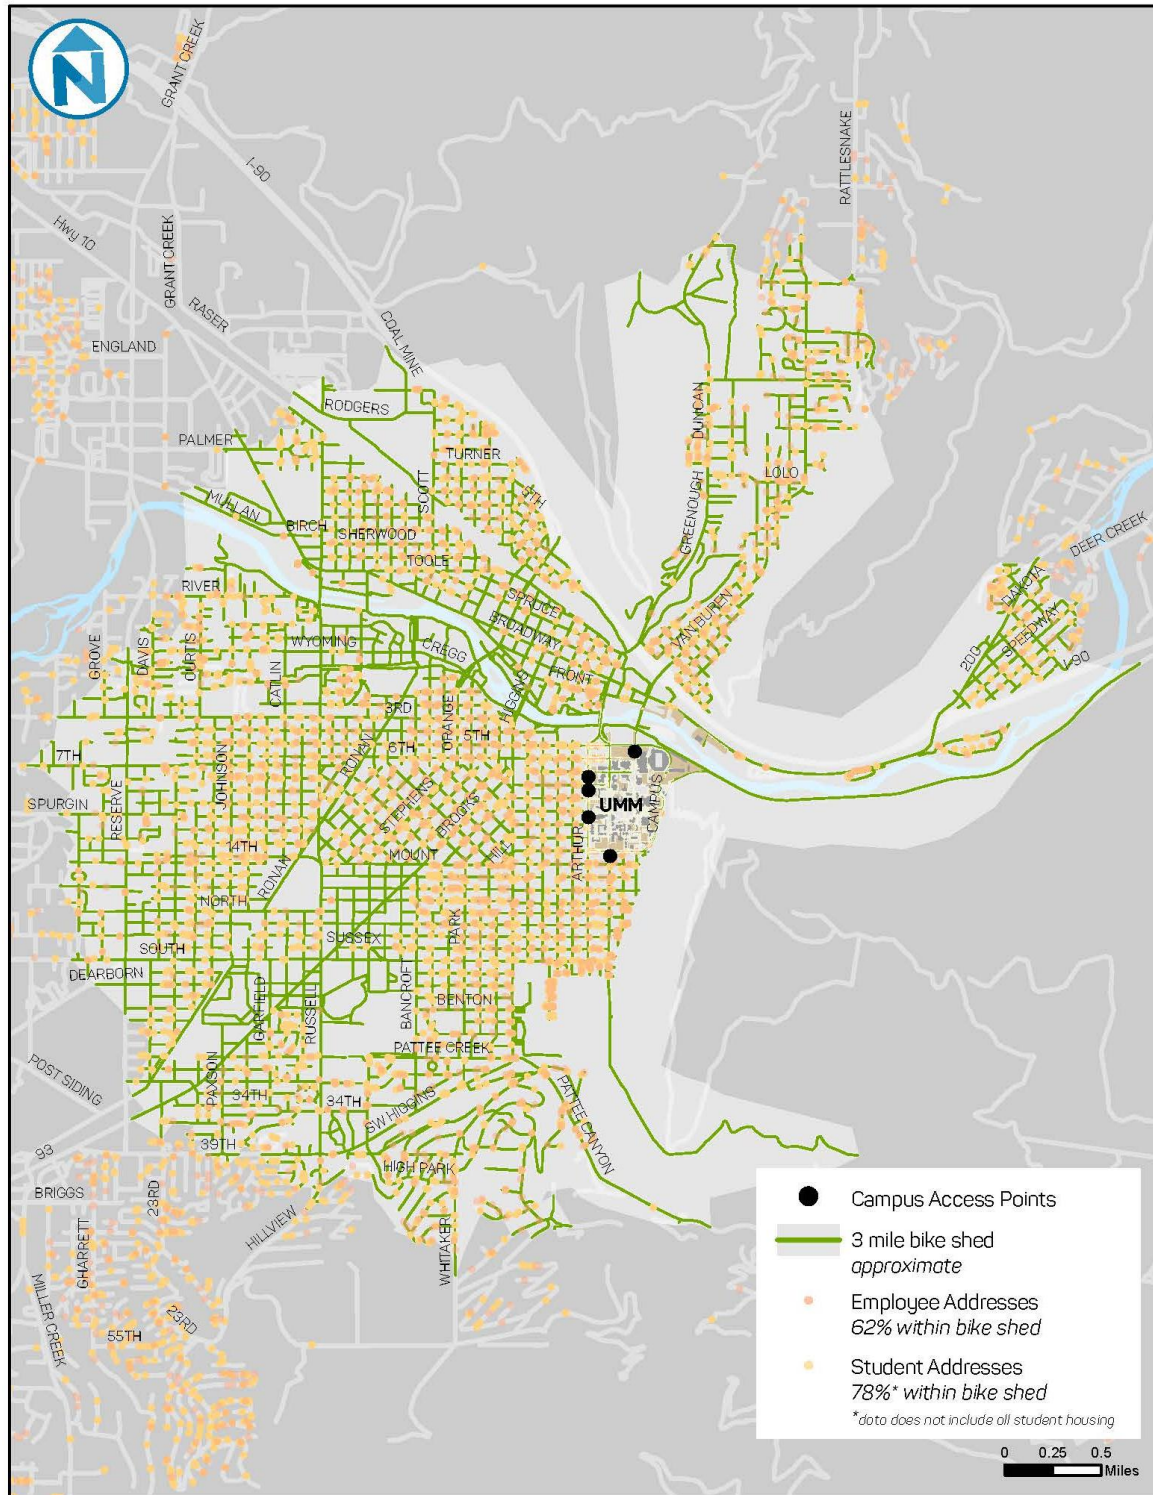 N
GRANT CREEK
I-90
RATTLESNAKE
Hwy 10
GRANT CREEK
RASER
COAL MINE
ENGLAND
RODGERS
DUNCAN
PALMER
TURNER
SCOTT
LOLO
5TH
MULLAN
GREENOUGH
BIRCH
SHERWOOD
DEER CREEK
TOOLE
DAKOTA
RIVER
SPRUCE
VAN BUREN
SPEEDWAY
BROADWAY
WYOMING
CREGG
GROVE
DAVIS
CURTIS
200
I-90
CATLIN
FRONT
HIGGINS
3RD
ORANGE
5TH
6TH
7TH
RONAN
JOHNSON
STEPHENS
BROOKS
UMM
CAMPUS
SPURGIN
RESERVE
14TH
MOUNT
HILL
ARTHUR
RONAN
NORTH
PARK
SUSSEX
SOUTH
DEARBORN
BANCROFT
GARFIELD
RUSSELL
BENTON
PATTEE CREEK
POST SIDING
PAXSON
34TH
34TH
SW HIGGINS
PATTEE CANYON
39TH
93
HIGH PARK
BRIGGS
23RD
HILLVIEW
WHITAKER
GHARRETT
MILLER CREEK
23RD
55TH
Campus Access Points
3 mile bike shed
approximate
Employee Addresses
62% within bike shed
Student Addresses
78%* within bike shed
*data does not include all student housing
0 0.25 0.5
Miles